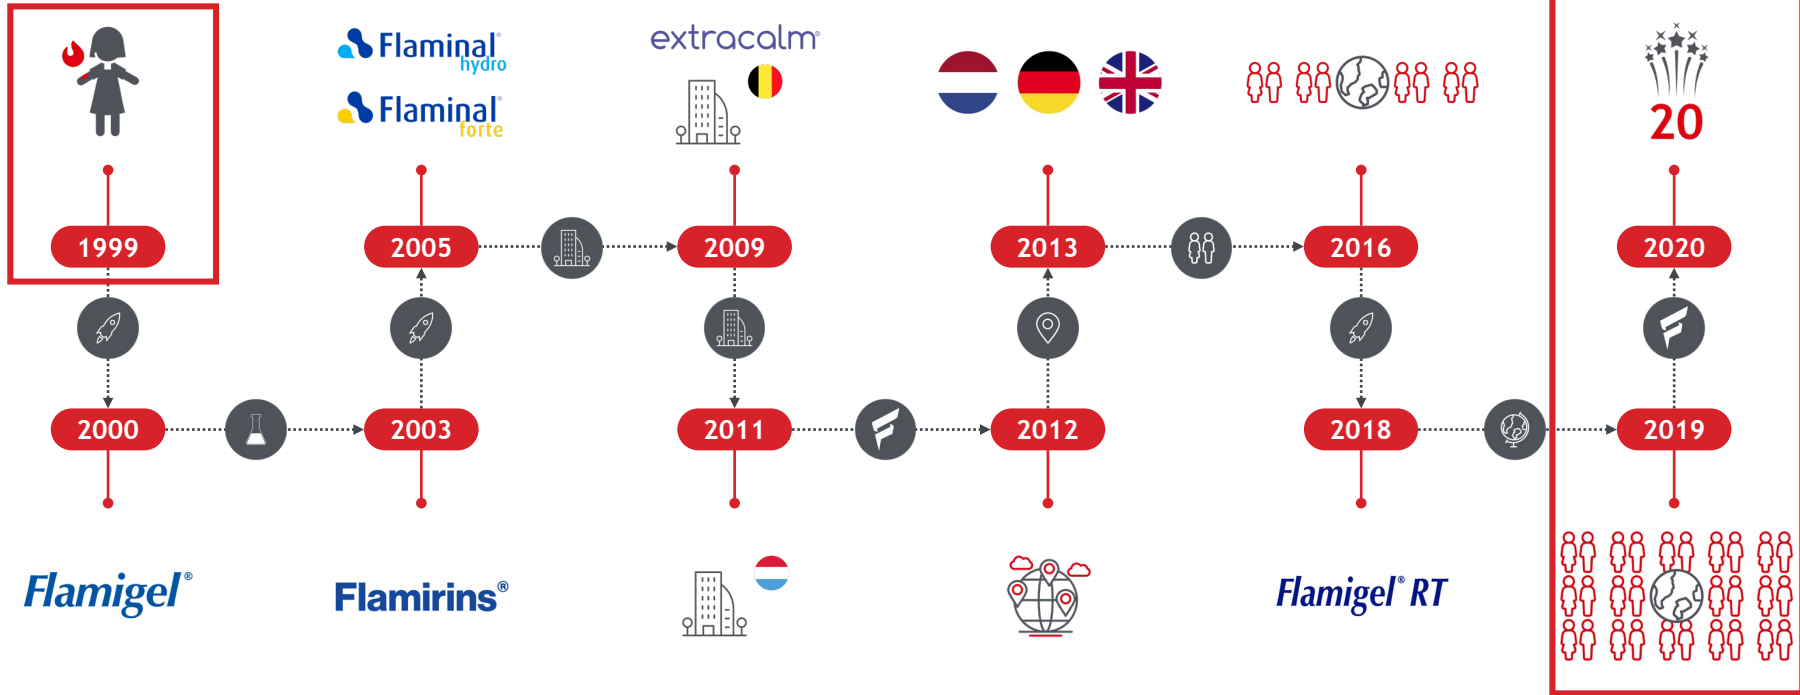 Flaminal®
hydro
Flaminal®
forte
extracalm®
20
1999
2005
2009
2013
2016
2020
2000
2003
2011
2012
2018
2019
Flamigel®
Flamirins®
Flamigel® RT